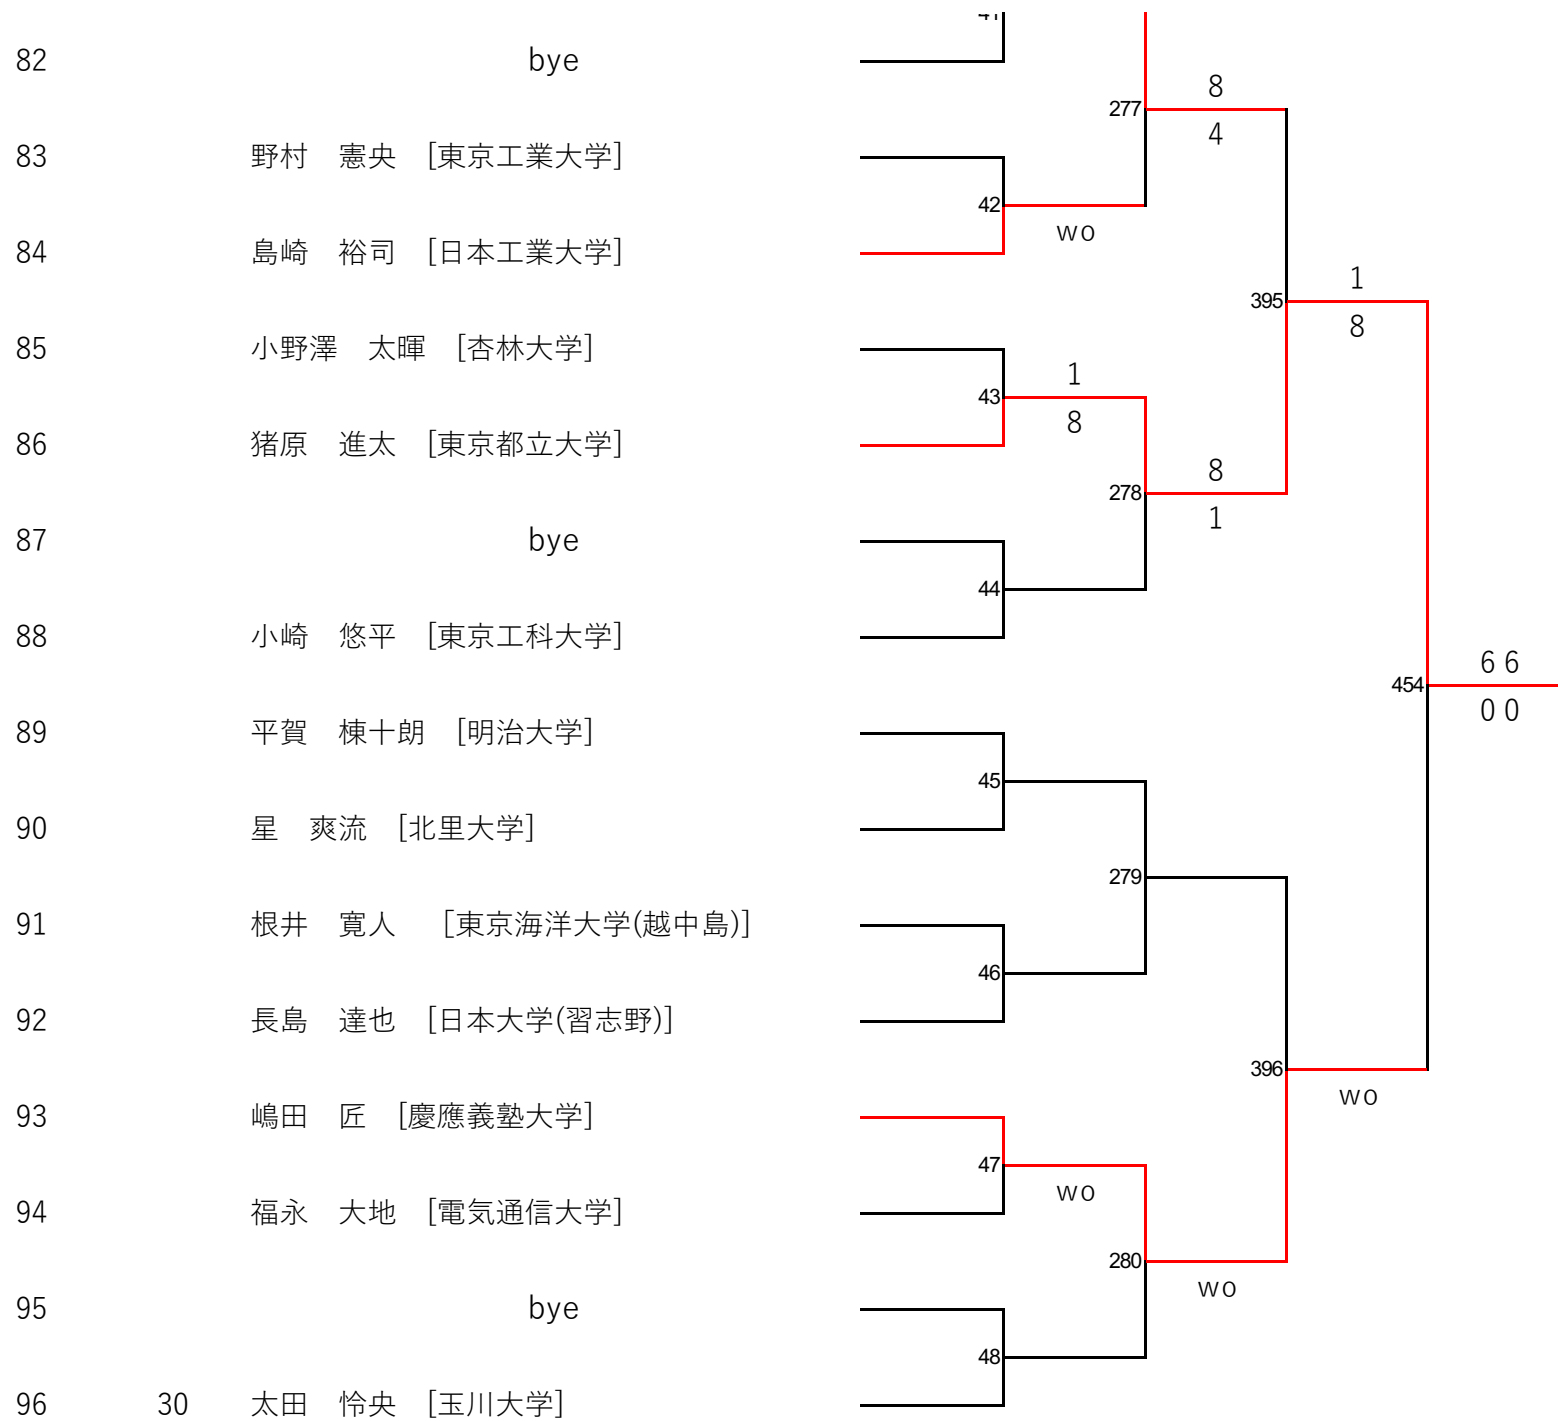 82 bye
277 8
4
83 野村 憲央 [東京工業大学]
42
wo
84 島崎 裕司 [日本工業大学]
395 1
8
85 小野澤 太暉 [杏林大学]
43 1
8
86 猪原 進太 [東京都立大学]
278 8
1
87 bye
44
88 小崎 悠平 [東京工科大学]
454 6 6
0 0
89 平賀 棟十朗 [明治大学]
45
90 星 爽流 [北里大学]
279
91 根井 寛人 [東京海洋大学(越中島)]
46
92 長島 達也 [日本大学(習志野)]
396
wo
93 嶋田 匠 [慶應義塾大学]
47
wo
94 福永 大地 [電気通信大学]
280
wo
95 bye
48
96 30 太田 怜央 [玉川大学]